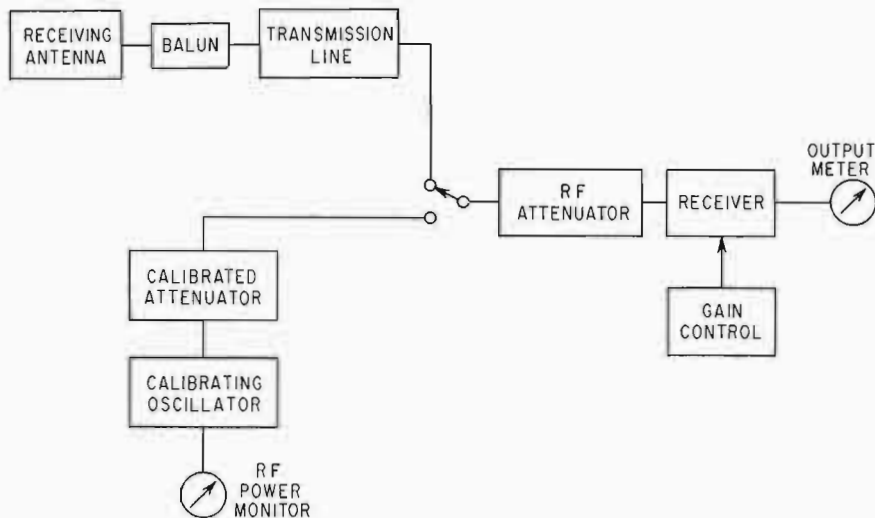 RECEIVING
ANTENNA
BALUN
TRANSMISSION
LINE
OUTPUT
METER
RF
ATTENUATOR
RECEIVER
CALIBRATED
ATTENUATOR
GAIN
CONTROL
CALIBRATING
OSCILLATOR
RF
POWER
MONITOR